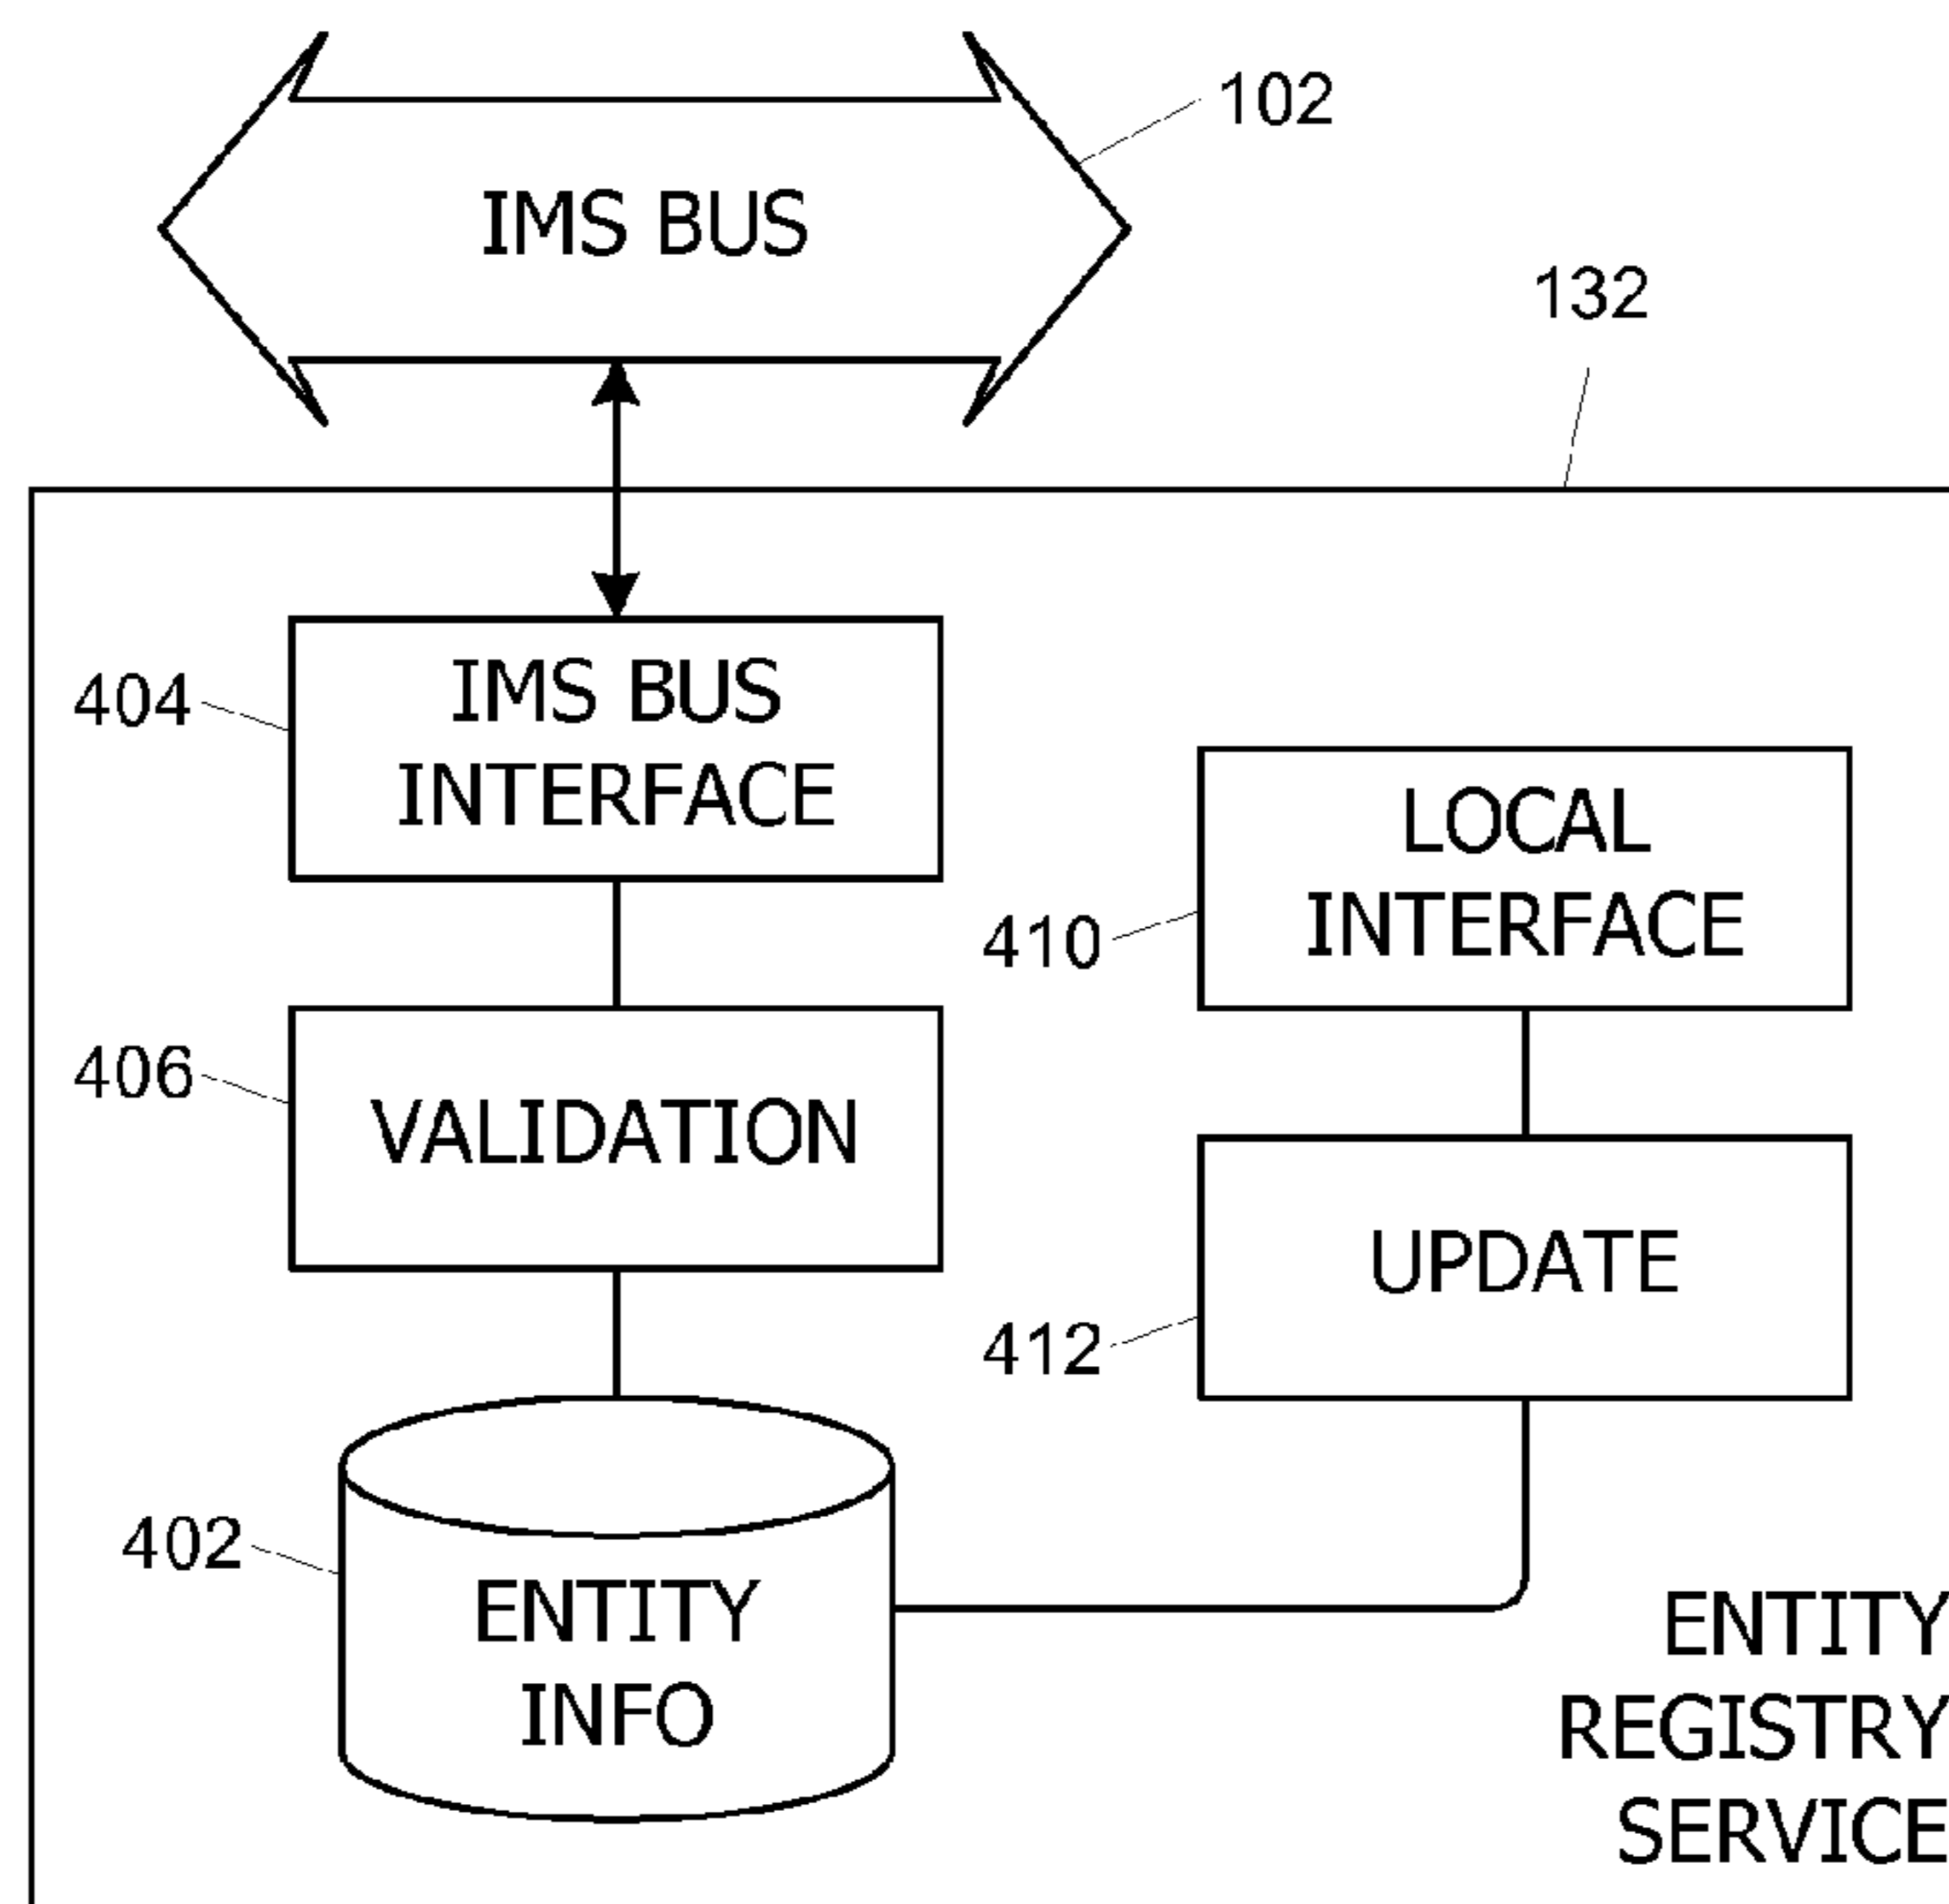 102
IMS BUS
132
IMS BUS
INTERFACE
404
LOCAL
INTERFACE
410
406
VALIDATION
UPDATE
412
402
ENTITY
INFO
ENTITY
REGISTRY
SERVICE